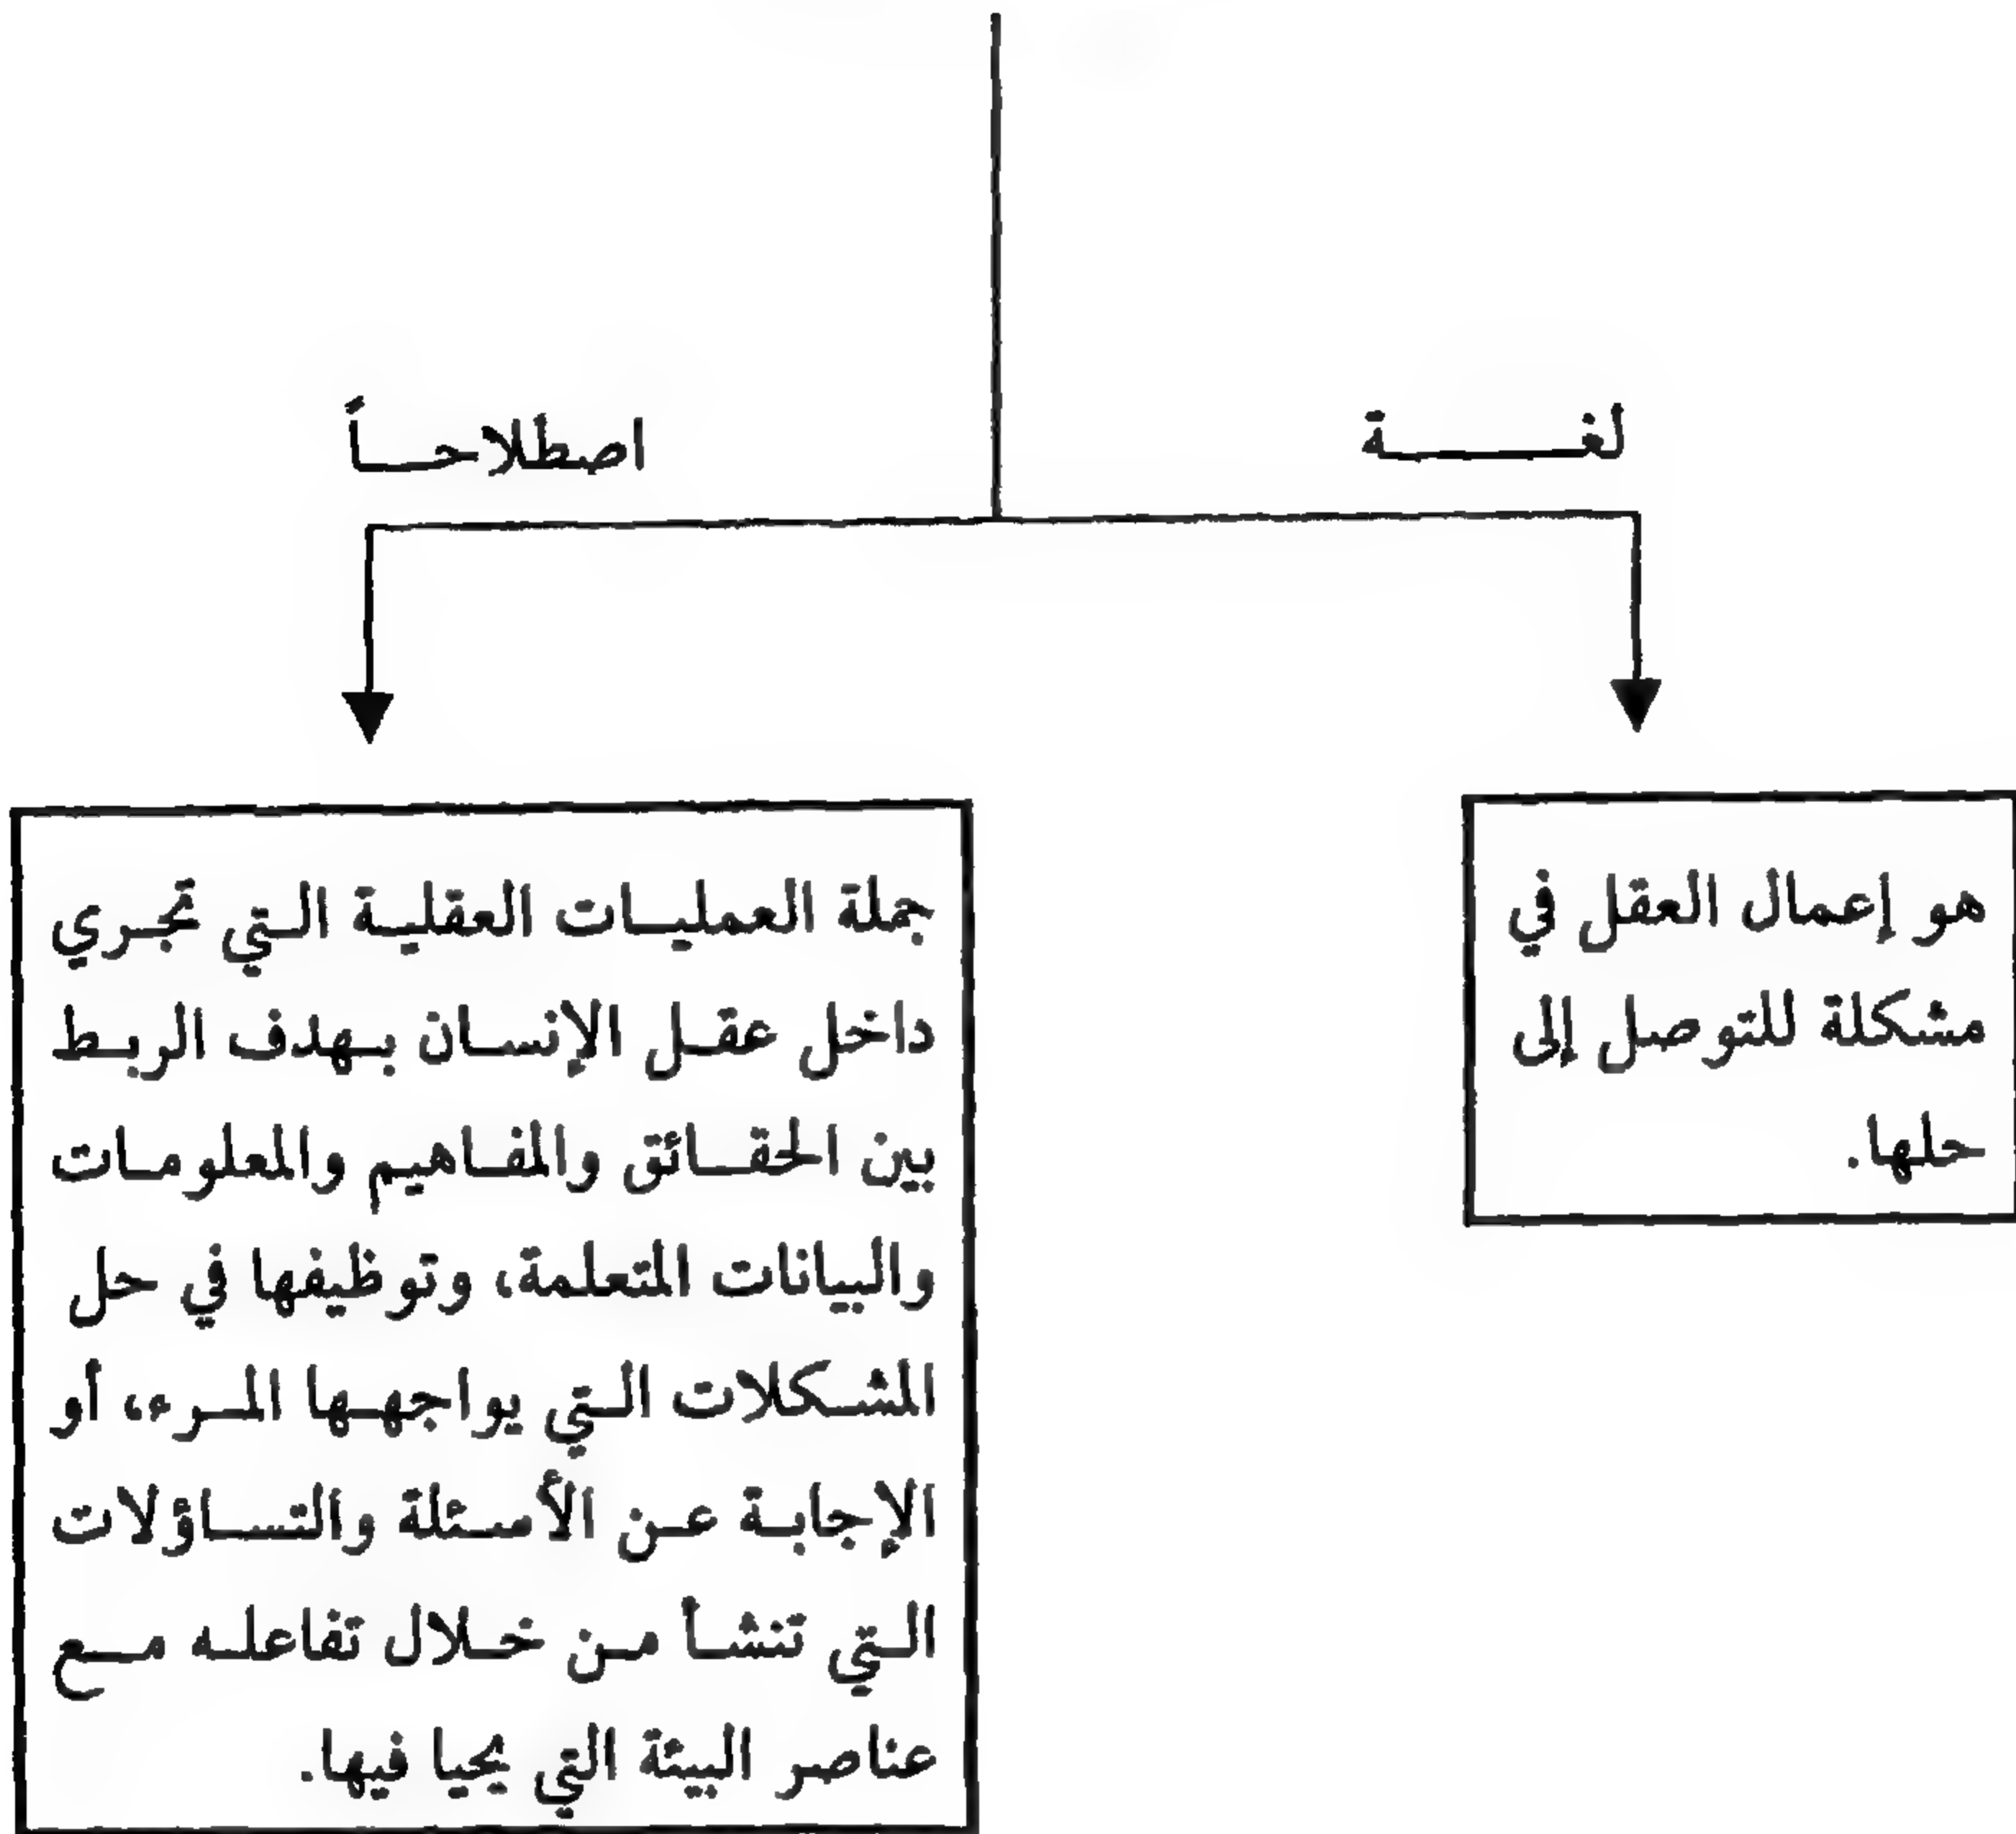 لغة
اصطلاحاً
هو إعمال العقل في
مشكلة للتوصل إلى
حلها.
جملة العمليات العقلية التي تجري
داخل عقل الإنسان بهدف الربط
بين الحقائق والمفاهيم والمعلومات
والبيانات المتعلمة، وتوظيفها في حل
المشكلات التي يواجهها المرء، أو
الإجابة عن الأسئلة والتساؤلات
التي تنشأ من خلال تفاعله مع
عناصر البيئة التي يحيا فيها.